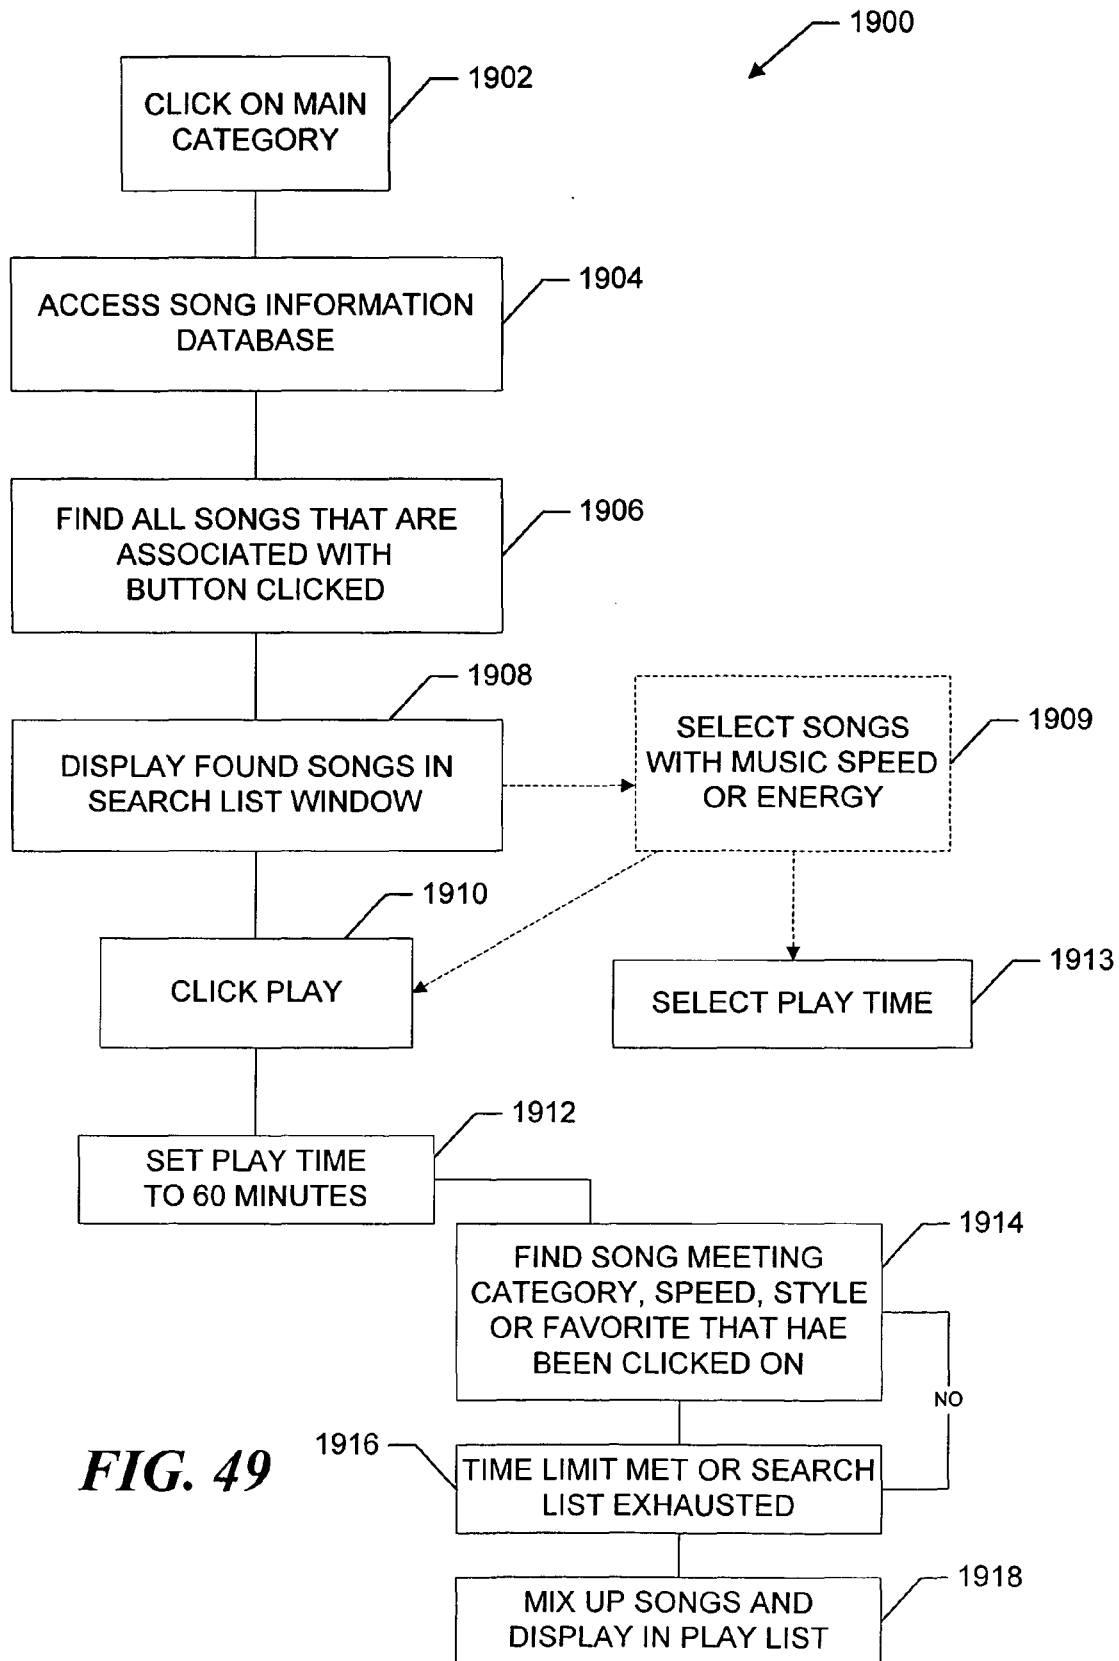 1900
1902
CLICK ON MAIN
CATEGORY
1904
ACCESS SONG INFORMATION
DATABASE
1906
FIND ALL SONGS THAT ARE
ASSOCIATED WITH
BUTTON CLICKED
1908
DISPLAY FOUND SONGS IN
SEARCH LIST WINDOW
1909
SELECT SONGS
WITH MUSIC SPEED
OR ENERGY
1910
CLICK PLAY
1913
SELECT PLAY TIME
1912
SET PLAY TIME
TO 60 MINUTES
1914
FIND SONG MEETING
CATEGORY, SPEED, STYLE
OR FAVORITE THAT HAE
BEEN CLICKED ON
NO
1916
TIME LIMIT MET OR SEARCH
LIST EXHAUSTED
FIG. 49
1918
MIX UP SONGS AND
DISPLAY IN PLAY LIST